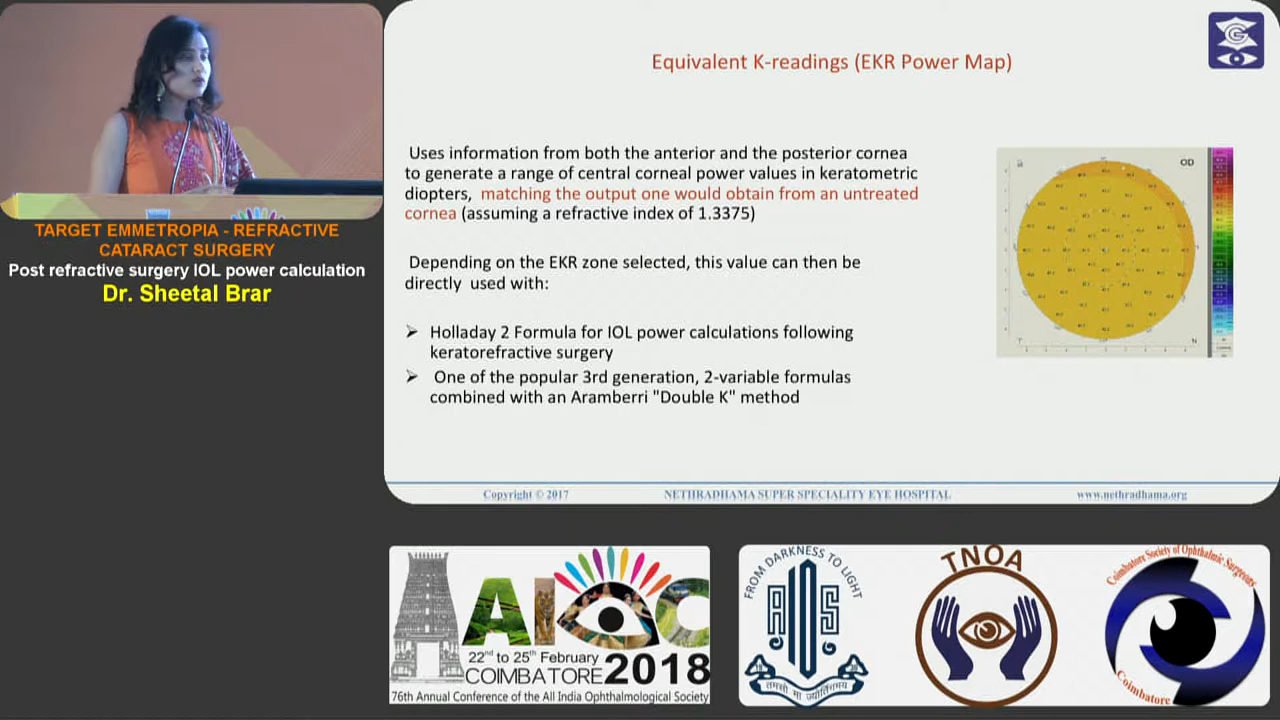 Equivalent K-readings (EKR Power Map)
Uses information from both the anterior and the posterior cornea
to generate a range of central corneal power values in keratometric
diopters, matching the output one would obtain from an untreated
cornea (assuming a refractive index of 1.3375)
Depending on the EKR zone selected, this value can then be
directly used with:
Holladay 2 Formula for IOL power calculations following
keratorefractive surgery
One of the popular 3rd generation, 2-variable formulas
combined with an Aramberri "Double K" method
OD
N
Copyright © 2017
NETHRADHAMA SUPER SPECIALITY EYE HOSPITAL
www.nethradhama.org
TARGET EMMETROPIA - REFRACTIVE
CATARACT SURGERY
Post refractive surgery IOL power calculation
Dr. Sheetal Brar
AIOC
22nd to 25th February
COIMBATORE 2018
76th Annual Conference of the All India Ophthalmological Society
FROM DARKNESS TO LIGHT
AIOS
तमसो मा ज्योतिर्गमय
TNOA
Coimbatore Society of Ophthalmic Surgeons
Coimbatore